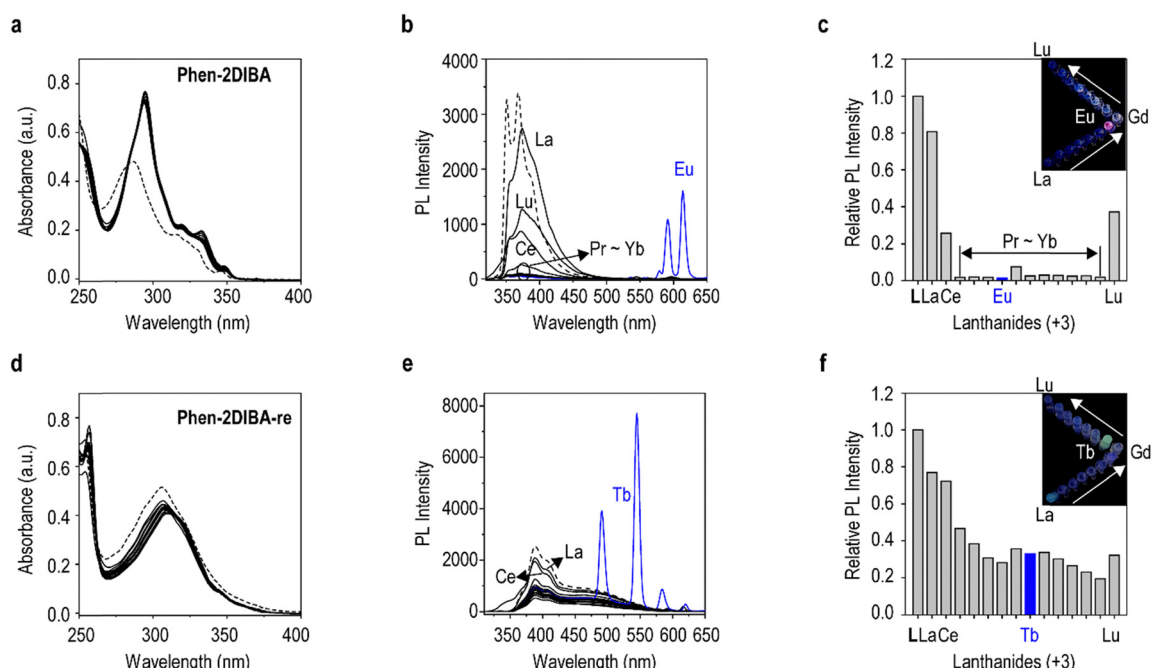 a
b
c
Phen-2DIBA
Absorbance (a.u.)
0.8
0.6
0.4
0.2
0.0
250 300 350 400
Wavelength (nm)
PL Intensity
4000
3000
2000
1000
0
La
Lu
Ce
Pr ~ Yb
Eu
350 400 450 500 550 600 650
Wavelength (nm)
Relative PL Intensity
1.2
1.0
0.8
0.6
0.4
0.2
0.0
Lu
Eu
Gd
La
Pr ~ Yb
L La Ce Eu Lu
Lanthanides (+3)
d
e
f
Phen-2DIBA-re
Absorbance (a.u.)
0.8
0.6
0.4
0.2
0.0
250 300 350 400
Wavelength (nm)
PL Intensity
8000
6000
4000
2000
0
Ce
La
Tb
350 400 450 500 550 600 650
Wavelength (nm)
Relative PL Intensity
1.2
1.0
0.8
0.6
0.4
0.2
0.0
Lu
Tb
Gd
La
L La Ce Tb Lu
Lanthanides (+3)